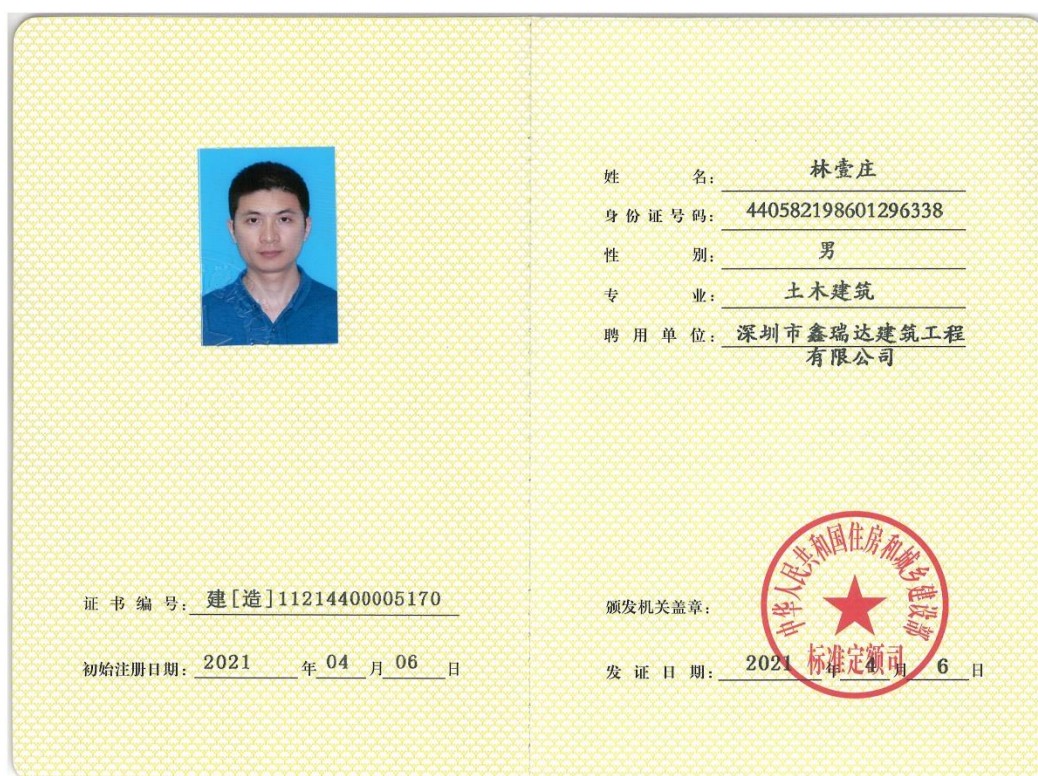 姓 名: 林壹庄
身份证号码: 440582198601296338
性 别: 男
专 业: 土木建筑
聘用单位: 深圳市鑫瑞达建筑工程
有限公司
证书编号: 建[造]11214400005170
初始注册日期: 2021 年 04 月 06 日
颁发机关盖章:
中华人民共和国住房和城乡建设部
标准定额司
发证日期: 2021 年 4 月 6 日